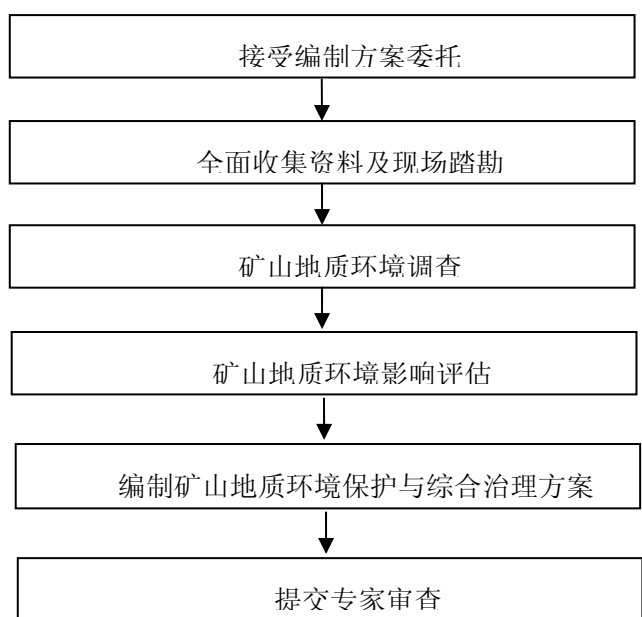 接受编制方案委托
全面收集资料及现场踏勘
矿山地质环境调查
矿山地质环境影响评估
编制矿山地质环境保护与综合治理方案
提交专家审查